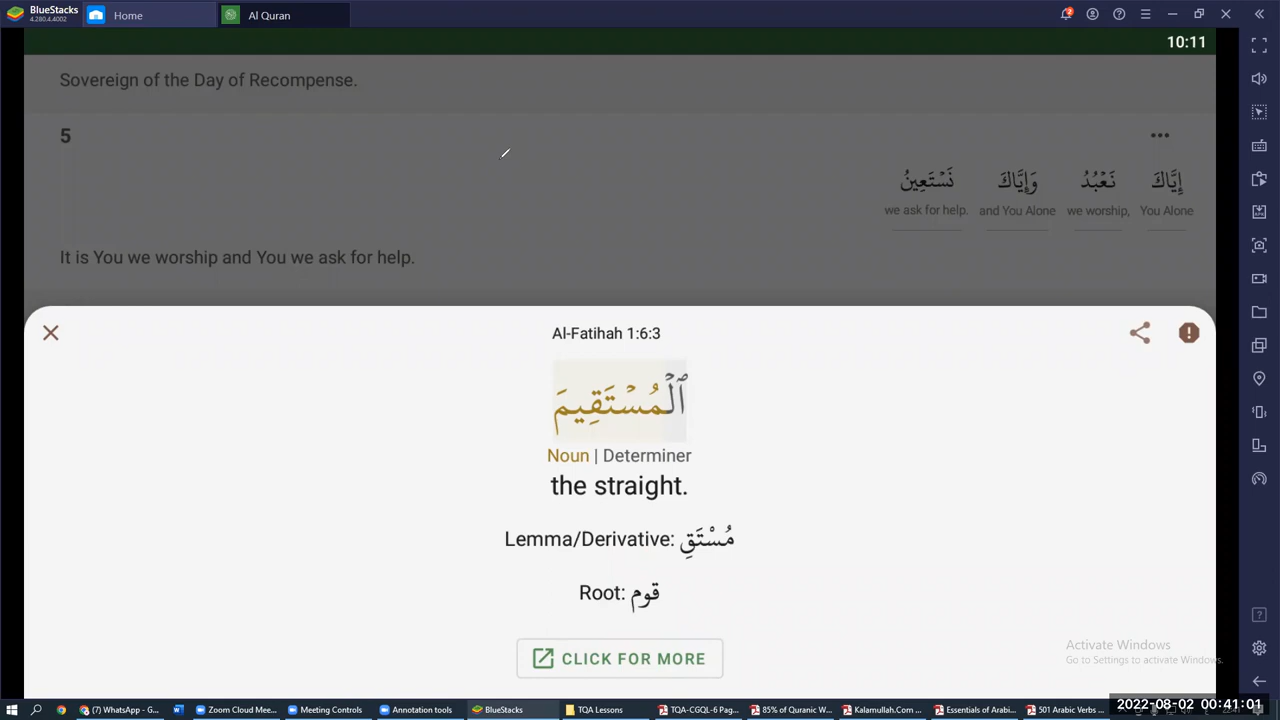 BlueStacks
4.280.4.4002
Home
Al Quran
2
10:11
Sovereign of the Day of Recompense.
5
إِيَّاكَ نَعْبُدُ وَإِيَّاكَ نَسْتَعِينُ
You Alone
we worship,
and You Alone
we ask for help.
It is You we worship and You we ask for help.
Al-Fatihah 1:6:3
ٱلْمُسْتَقِيمَ
Noun | Determiner
the straight.
Lemma/Derivative: مُسْتَقِ
Root: قوم
CLICK FOR MORE
Activate Windows
Go to Settings to activate Windows.
(7) WhatsApp - G...
Zoom Cloud Mee...
Meeting Controls
Annotation tools
BlueStacks
TQA Lessons
TQA-CGQL-6 Pag...
85% of Quranic W...
Kalamullah.Com ...
Essentials of Arabi...
501 Arabic Verbs ...
2022-08-02 00:41:01